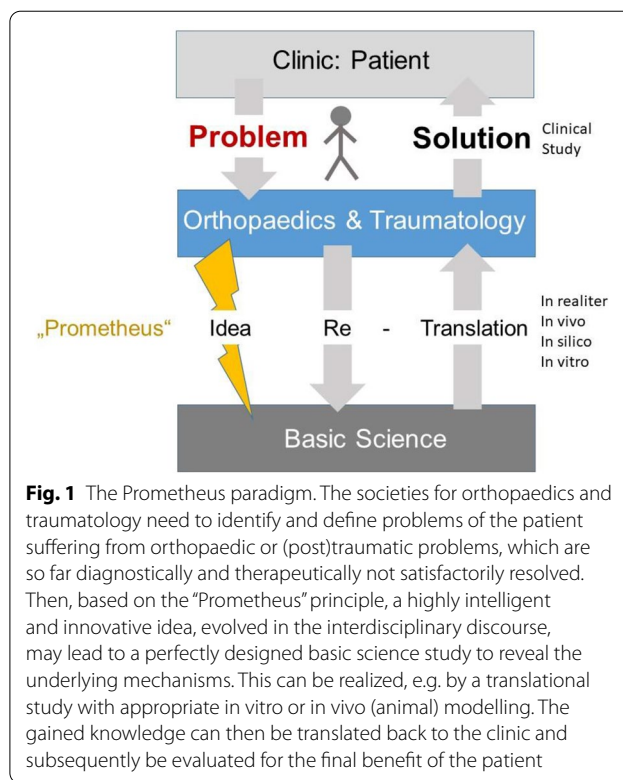 Clinic: Patient
Problem
Solution
Clinical
Study
Orthopaedics & Traumatology
„Prometheus“
Idea
Re - Translation
In realiter
In vivo
In silico
In vitro
Basic Science
Fig. 1 The Prometheus paradigm. The societies for orthopaedics and
traumatology need to identify and define problems of the patient
suffering from orthopaedic or (post)traumatic problems, which are
so far diagnostically and therapeutically not satisfactorily resolved.
Then, based on the “Prometheus” principle, a highly intelligent
and innovative idea, evolved in the interdisciplinary discourse,
may lead to a perfectly designed basic science study to reveal the
underlying mechanisms. This can be realized, e.g. by a translational
study with appropriate in vitro or in vivo (animal) modelling. The
gained knowledge can then be translated back to the clinic and
subsequently be evaluated for the final benefit of the patient